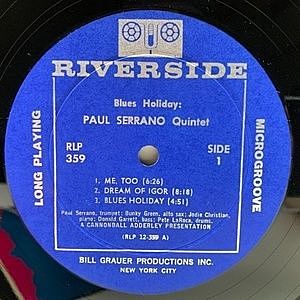 RIVERSIDE
Blues Holiday:
PAUL SERRANO Quintet
RLP
359
SIDE
1
LONG PLAYING
MICROGROOVE
1. ME, TOO (6:26)
2. DREAM OF IGOR (8:18)
3. BLUES HOLIDAY (4:51)
Paul Serrano, trumpet; Bunky Green, alto sax; Jodie Christian,
piano; Donald Garrett, bass; Pete LaRoca, drums.
A CANNONBALL ADDERLEY PRESENTATION
(RLP 12-359 A)
BILL GRAUER PRODUCTIONS INC.
NEW YORK CITY